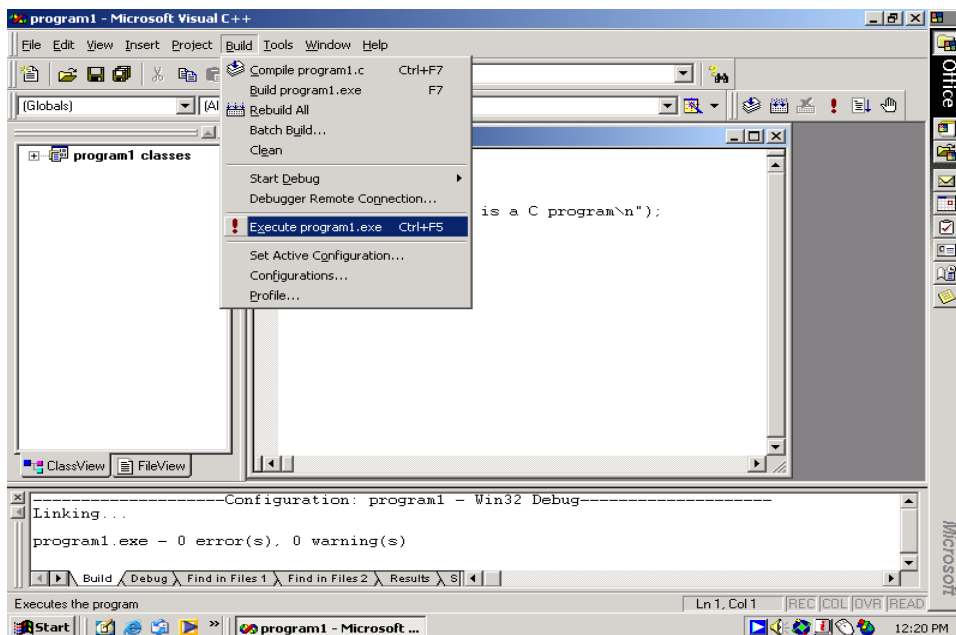 program1 - Microsoft Visual C++
File Edit View Insert Project Build Tools Window Help
Compile program1.c Ctrl+F7
Build program1.exe F7
Rebuild All
Batch Build...
Clean
Start Debug
Debugger Remote Connection...
Execute program1.exe Ctrl+F5
Set Active Configuration...
Configurations...
Profile...
(Globals)
(Al
program1 classes
is a C program\n");
ClassView FileView
--------------------Configuration: program1 - Win32 Debug--------------------
Linking...
program1.exe - 0 error(s), 0 warning(s)
Build Debug Find in Files 1 Find in Files 2 Results S
Executes the program
Ln 1, Col 1 REC COL OVR READ
Start program1 - Microsoft ... 12:20 PM
Office
Microsoft